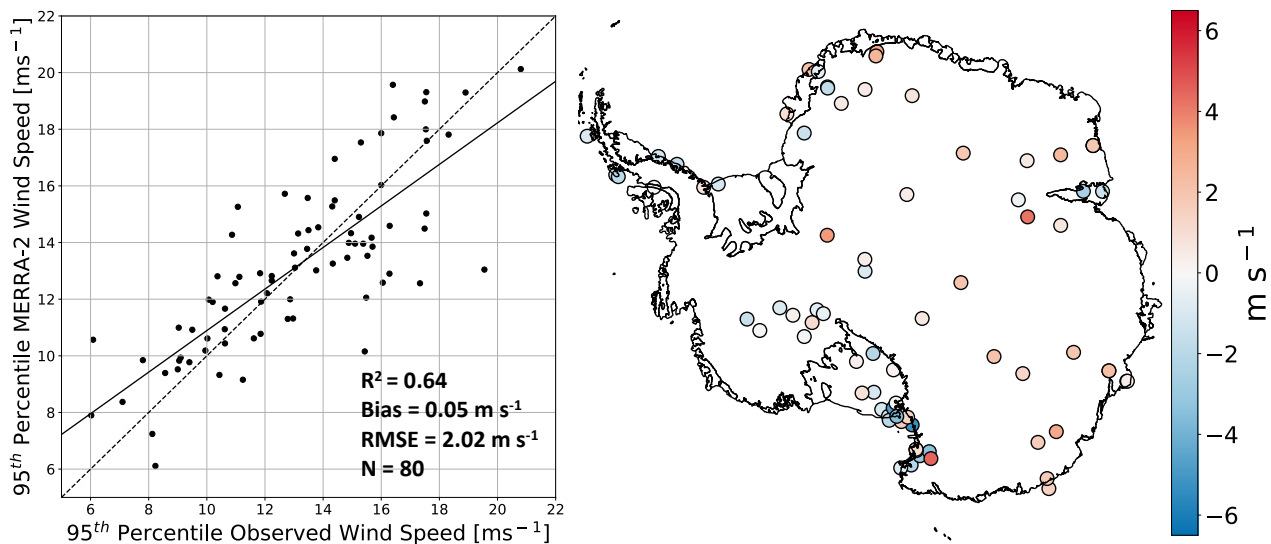 22
20
18
16
14
12
10
8
6
95th Percentile MERRA-2 Wind Speed [ms−1]
R2 = 0.64
Bias = 0.05 m s-1
RMSE = 2.02 m s-1
N = 80
6 8 10 12 14 16 18 20 22
95th Percentile Observed Wind Speed [ms−1]
6
4
2
0
−2
−4
−6
m s−1